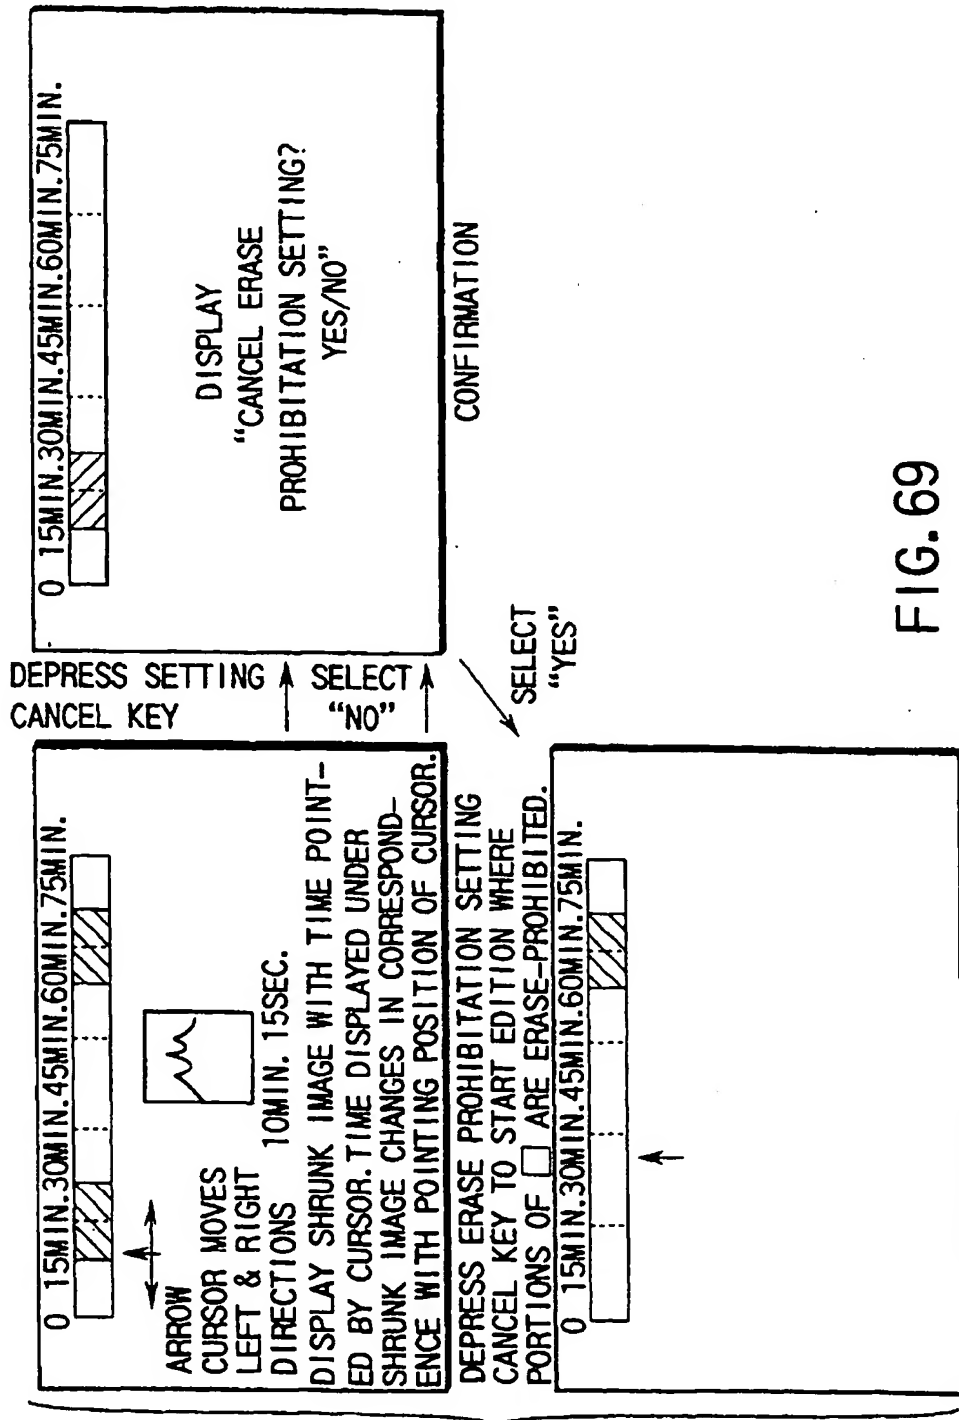 0 15MIN.30MIN.45MIN.60MIN.75MIN.
ARROW
CURSOR MOVES
LEFT & RIGHT
DIRECTIONS
10MIN. 15SEC.
DISPLAY SHRUNK IMAGE WITH TIME POINT-
ED BY CURSOR.TIME DISPLAYED UNDER
SHRUNK IMAGE CHANGES IN CORRESPOND-
ENCE WITH POINTING POSITION OF CURSOR.
DEPRESS SETTING
CANCEL KEY
SELECT
“NO”
0 15MIN.30MIN.45MIN.60MIN.75MIN.
DISPLAY
“CANCEL ERASE
PROHIBITATION SETTING?
YES/NO”
CONFIRMATION
SELECT
“YES”
DEPRESS ERASE PROHIBITATION SETTING
CANCEL KEY TO START EDITION WHERE
PORTIONS OF □ ARE ERASE-PROHIBITED.
0 15MIN.30MIN.45MIN.60MIN.75MIN.
FIG.69